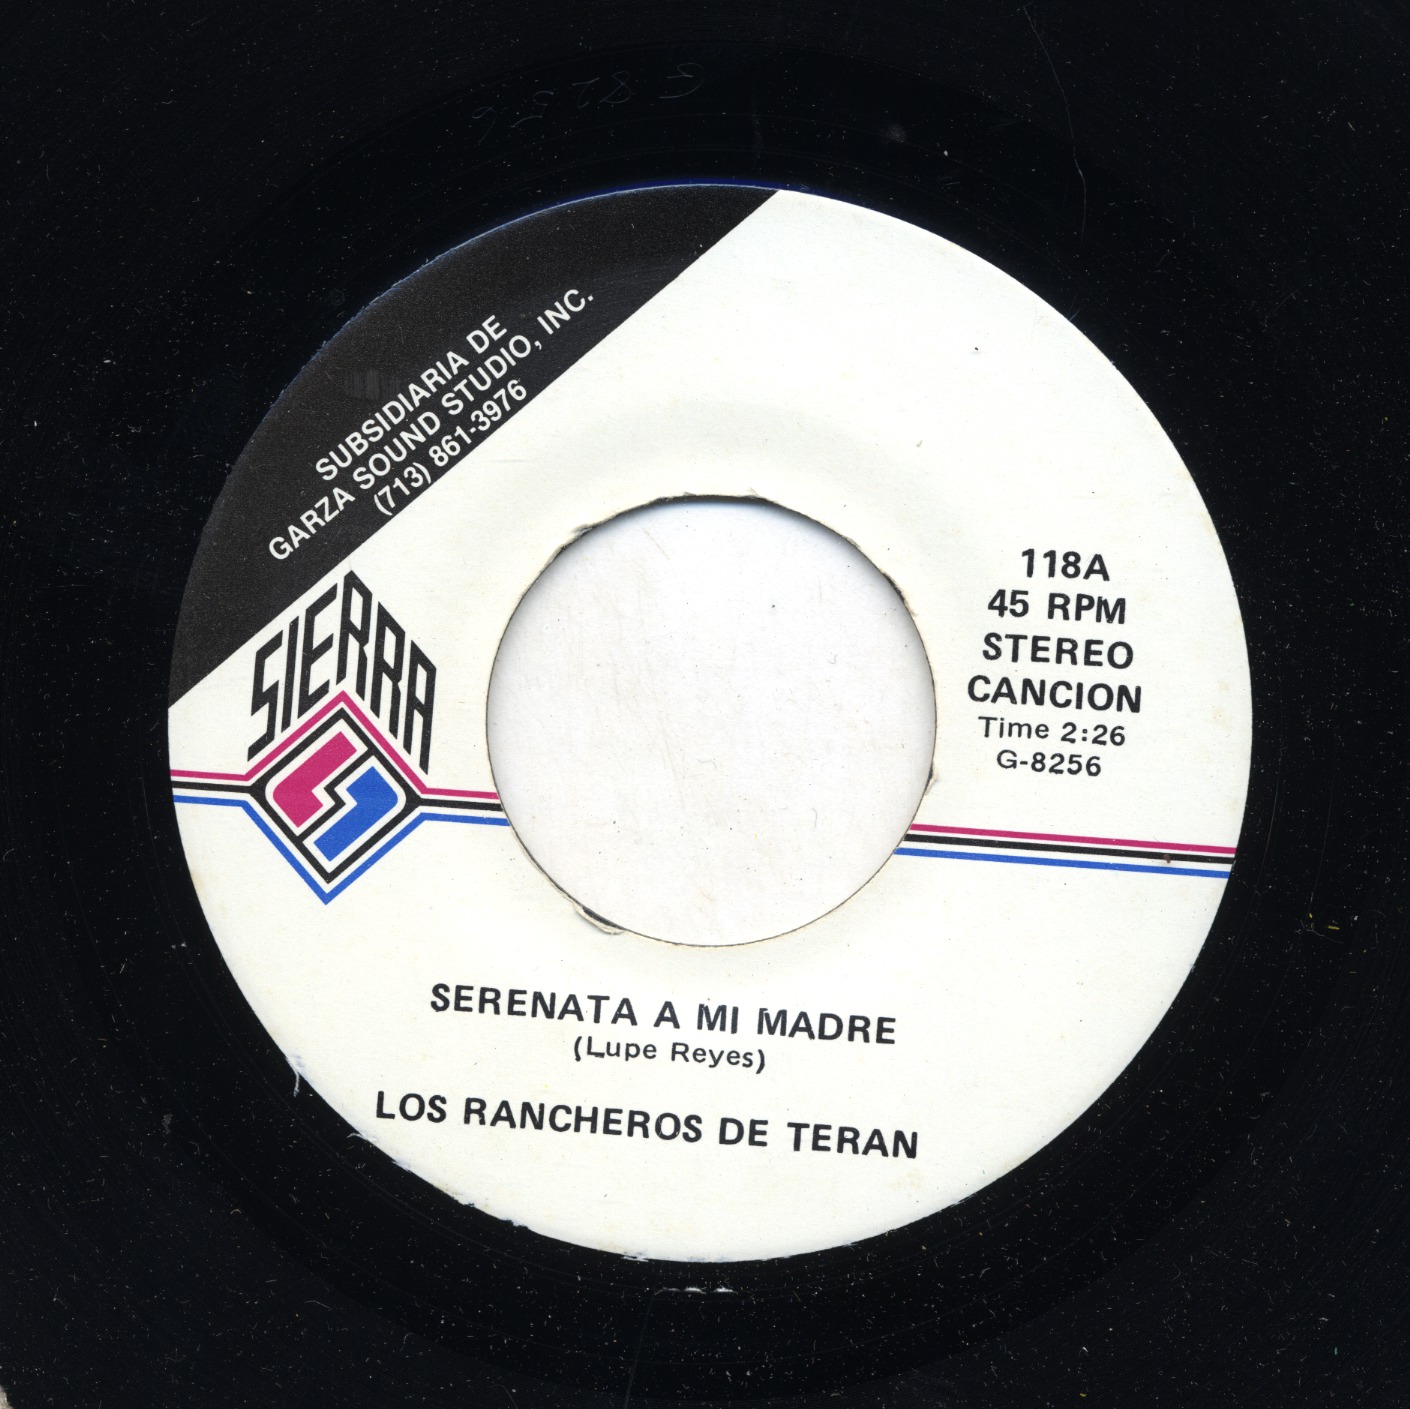 SUBSIDIARIA DE
GARZA SOUND STUDIO, INC.
(713) 861-3976
SIERRA
118A
45 RPM
STEREO
CANCION
Time 2:26
G-8256
SERENATA A MI MADRE
(Lupe Reyes)
LOS RANCHEROS DE TERAN